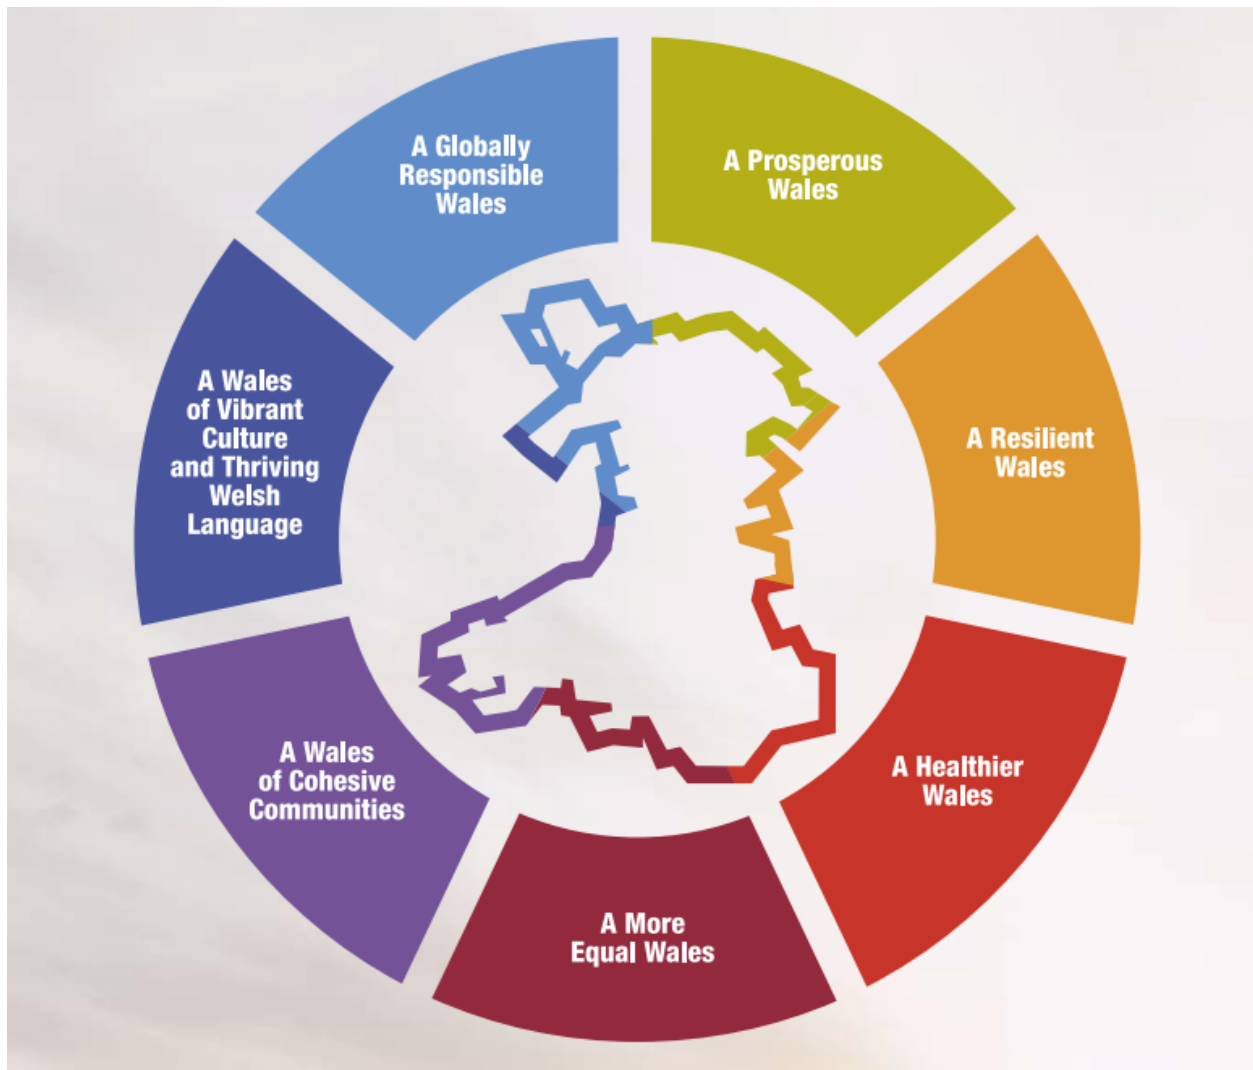 A Globally
Responsible
Wales
A Prosperous
Wales
A Resilient
Wales
A Healthier
Wales
A More
Equal Wales
A Wales
of Cohesive
Communities
A Wales
of Vibrant
Culture
and Thriving
Welsh
Language